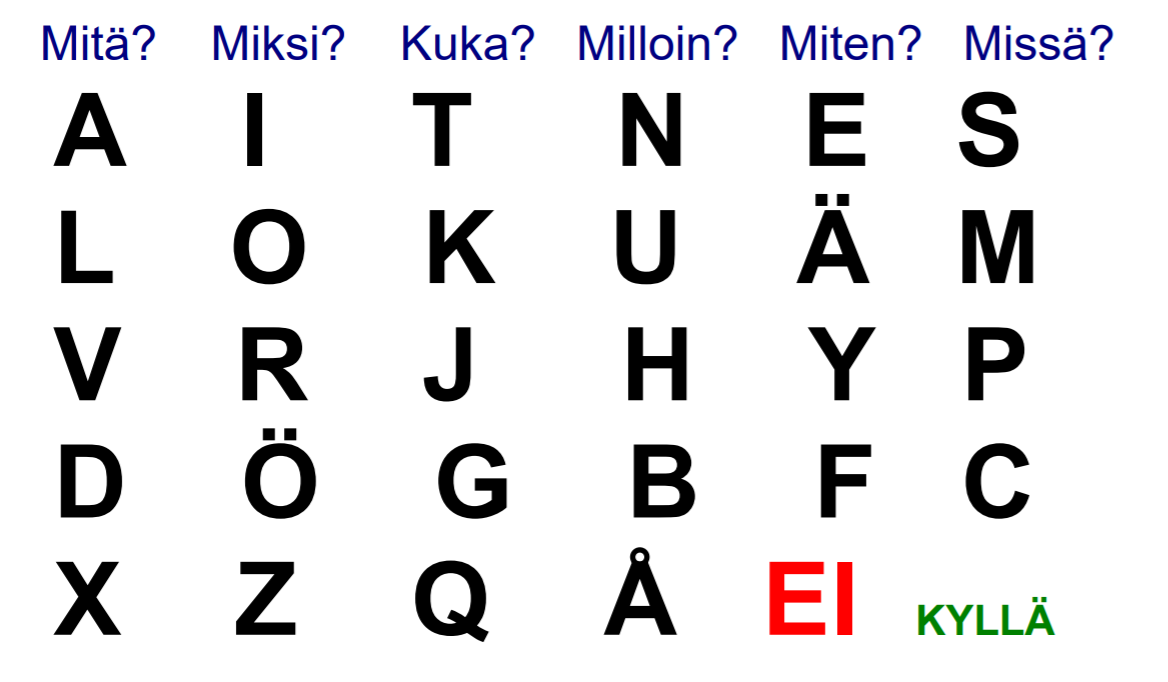 Mitä? Miksi? Kuka? Milloin? Miten? Missä?
A I T N E S
L O K U Ä M
V R J H Y P
D Ö G B F C
X Z Q Å EI KYLLÄ